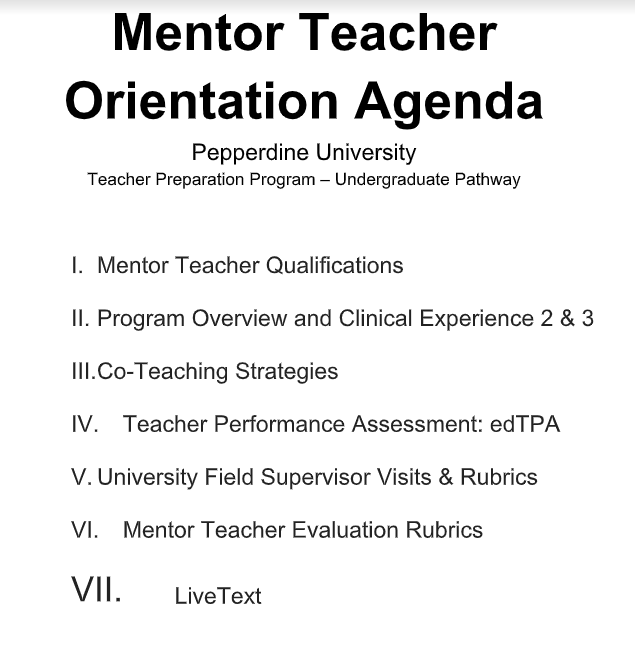 Mentor Teacher
Orientation Agenda
Pepperdine University
Teacher Preparation Program – Undergraduate Pathway
I. Mentor Teacher Qualifications
II. Program Overview and Clinical Experience 2 & 3
III.Co-Teaching Strategies
IV. Teacher Performance Assessment: edTPA
V. University Field Supervisor Visits & Rubrics
VI. Mentor Teacher Evaluation Rubrics
VII. LiveText